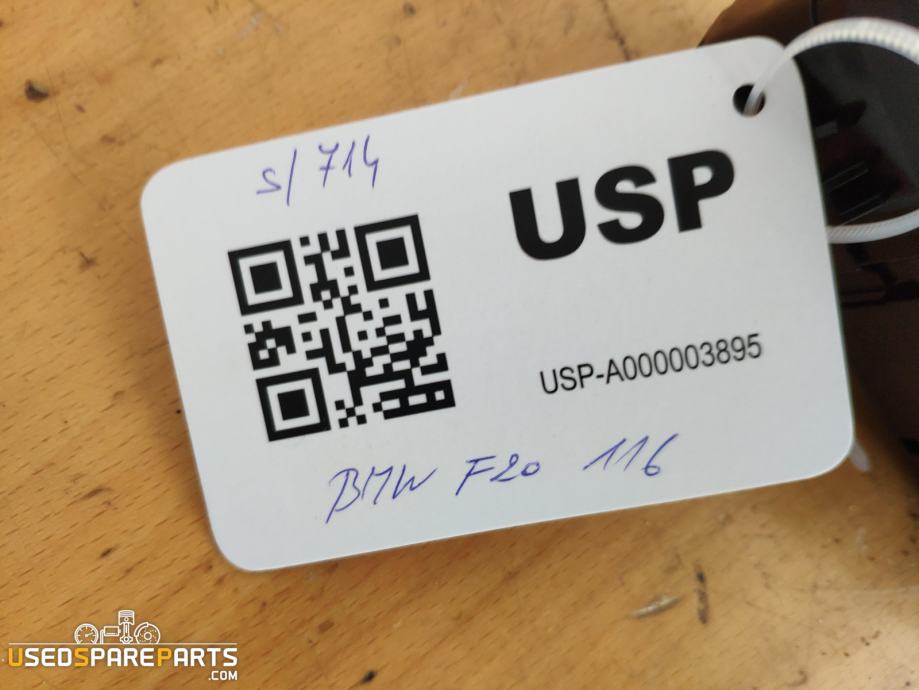 s/ 714
USP
USP-A000003895
BMW F20 116
USEDSPAREPARTS
.COM